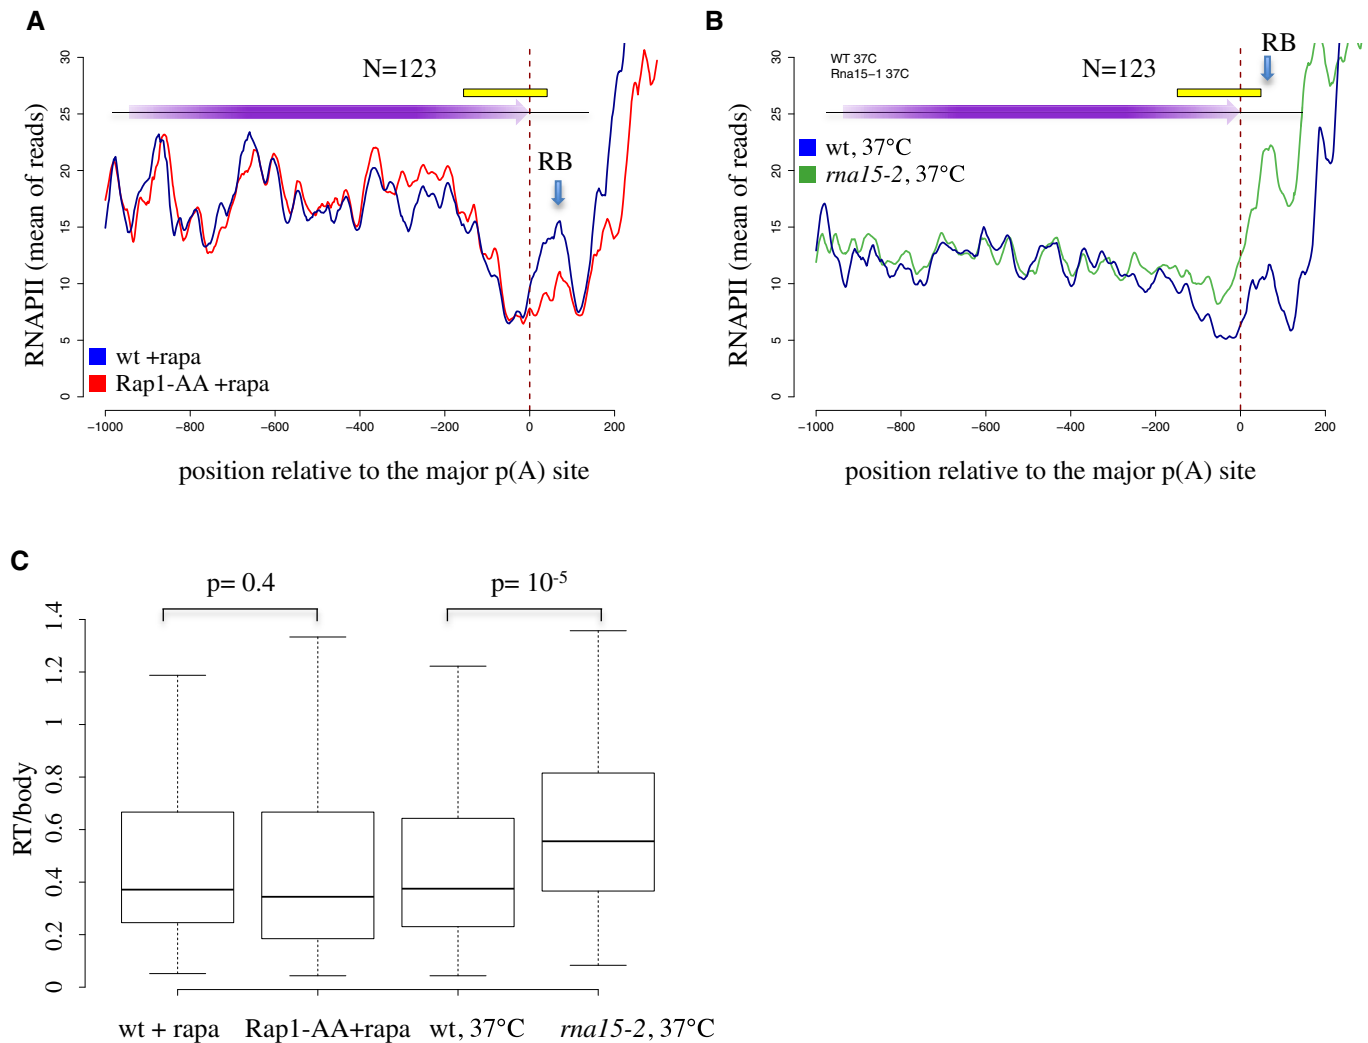 A
N=123
RB
RNAPII (mean of reads)
0 5 10 15 20 25 30
wt +rapa
Rap1-AA +rapa
−1000 −800 −600 −400 −200 0 200
position relative to the major p(A) site
B
WT 37C
Rna15−1 37C
N=123
RB
RNAPII (mean of reads)
0 5 10 15 20 25 30
wt, 37°C
rna15-2, 37°C
−1000 −800 −600 −400 −200 0 200
position relative to the major p(A) site
C
p= 0.4
p= 10-5
RT/body
0 0.2 0.4 0.6 0.8 1 1.2 1.4
wt + rapa
Rap1-AA+rapa
wt, 37°C
rna15-2, 37°C